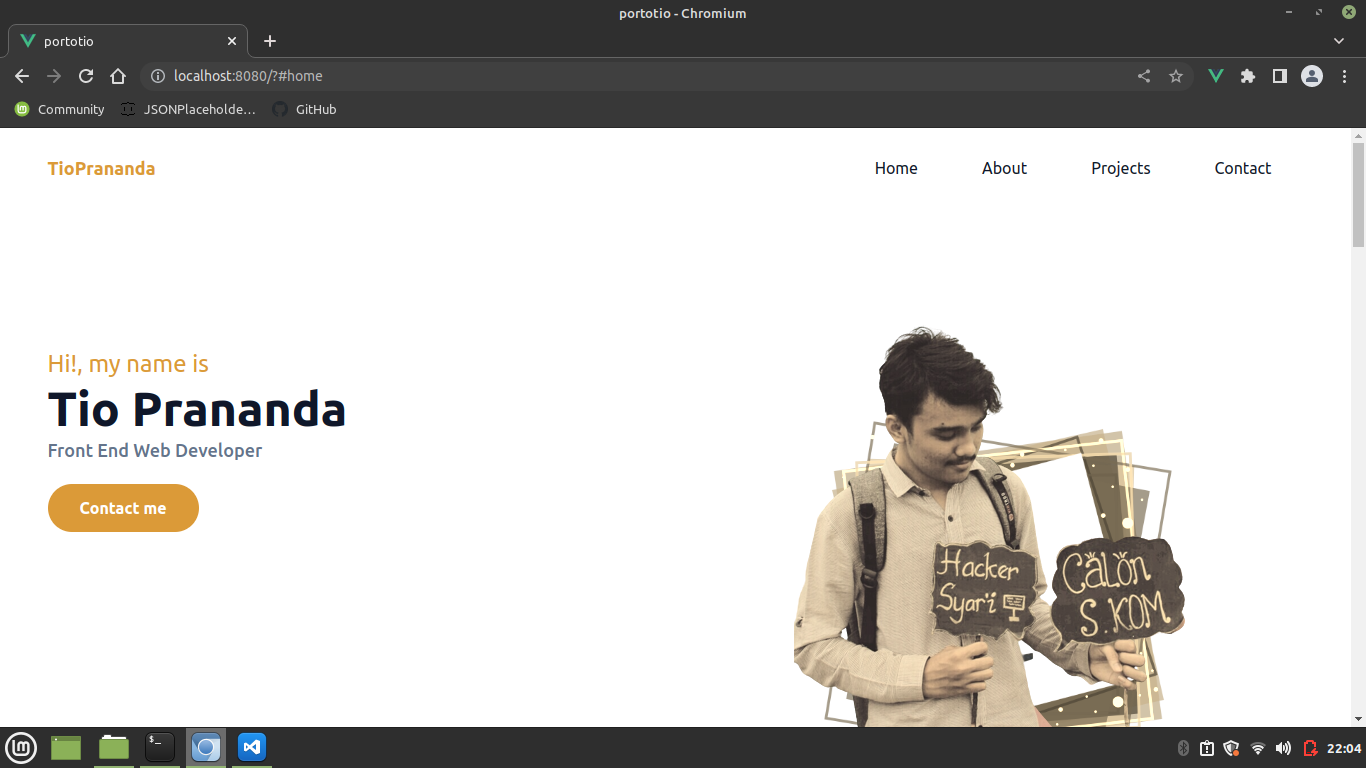 portotio - Chromium
portotio
localhost:8080/?#home
Community
JSONPlaceholde...
GitHub
TioPrananda
Home
About
Projects
Contact
Hi!, my name is
Tio Prananda
Front End Web Developer
Contact me
Hacker
Syar'i
CALON
S.KOM
22:04